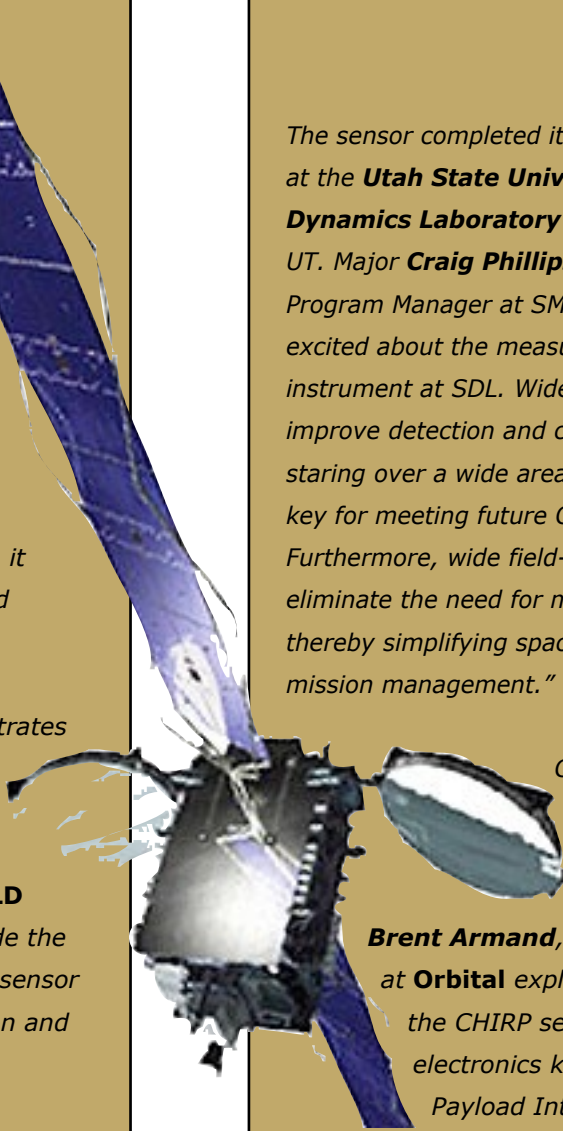 it
d
trates
LD
de the
sensor
n and
The sensor completed it
at the Utah State Univ
Dynamics Laboratory
UT. Major Craig Phillip
Program Manager at SM
excited about the measu
instrument at SDL. Wide
improve detection and c
staring over a wide area
key for meeting future O
Furthermore, wide field-
eliminate the need for m
thereby simplifying spac
mission management.”
Brent Armand,
at Orbital expl
the CHIRP se
electronics k
Payload Int